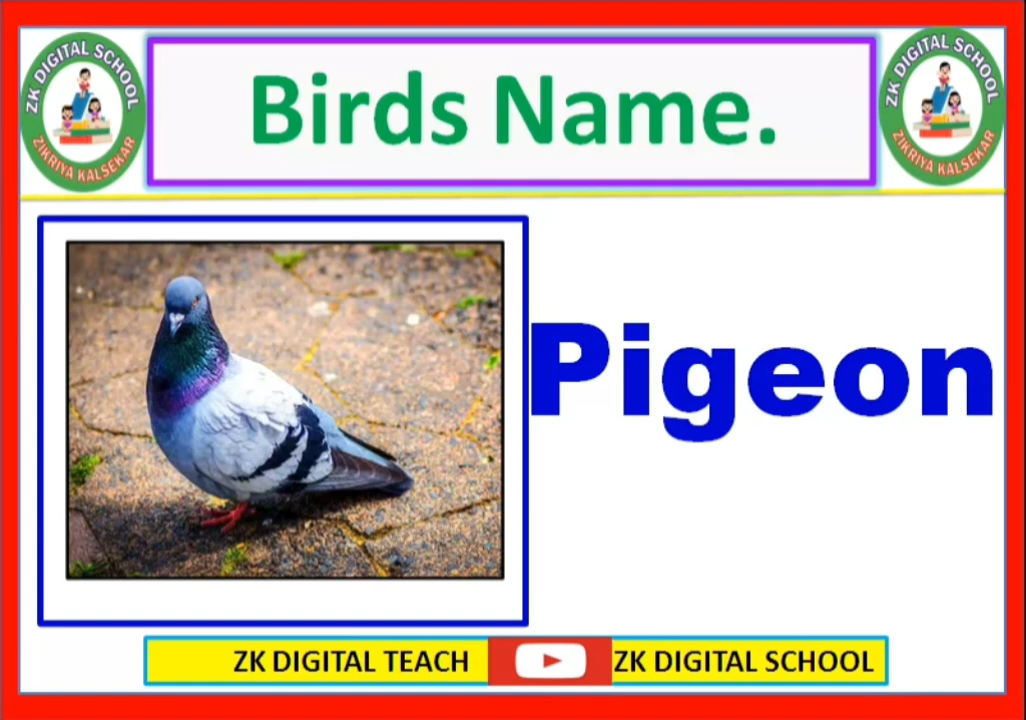 ZK DIGITAL SCHOOL
ZIKRIYA KALSEKAR
Birds Name.
ZK DIGITAL SCHOOL
ZIKRIYA KALSEKAR
Pigeon
ZK DIGITAL TEACH
ZK DIGITAL SCHOOL